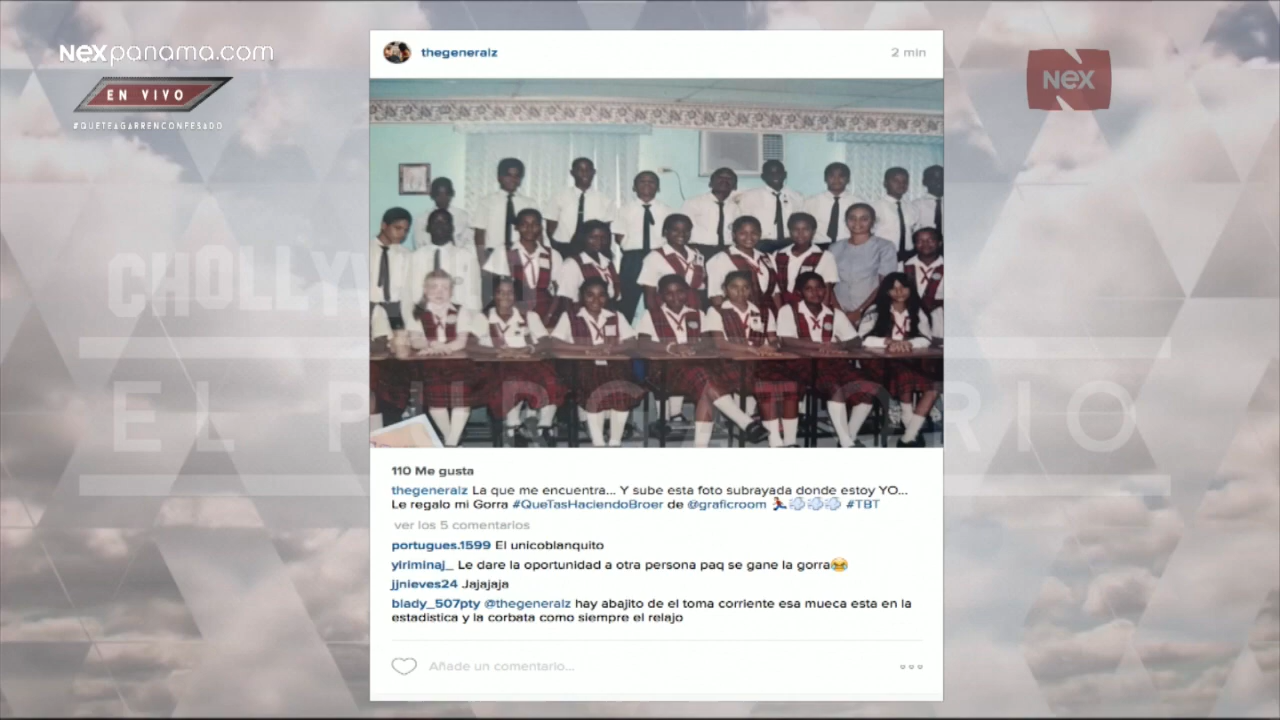 NEXpanama.com
EN VIVO
#QUETEAGARRENCONFESADO
NEX
CHOLLYWOOD
EL PURGATORIO
thegeneralz
2 min
110 Me gusta
thegeneralz La que me encuentra... Y sube esta foto subrayada donde estoy YO...
Le regalo mi Gorra #QueTasHaciendoBroer de @graficroom 🏃💨💨💨 #TBT
ver los 5 comentarios
portugues.1599 El unicoblanquito
yiriminaj_ Le dare la oportunidad a otra persona paq se gane la gorra😂
jjnieves24 Jajajaja
blady_507pty @thegeneralz hay abajito de el toma corriente esa mueca esta en la
estadistica y la corbata como siempre el relajo
Añade un comentario...